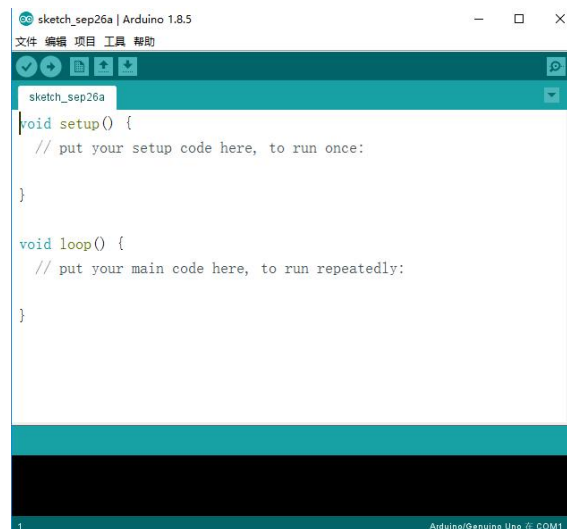 sketch_sep26a | Arduino 1.8.5
文件 编辑 项目 工具 帮助
sketch_sep26a
void setup() {
  // put your setup code here, to run once:
}
void loop() {
  // put your main code here, to run repeatedly:
}
1 Arduino/Genuino Uno 在 COM1